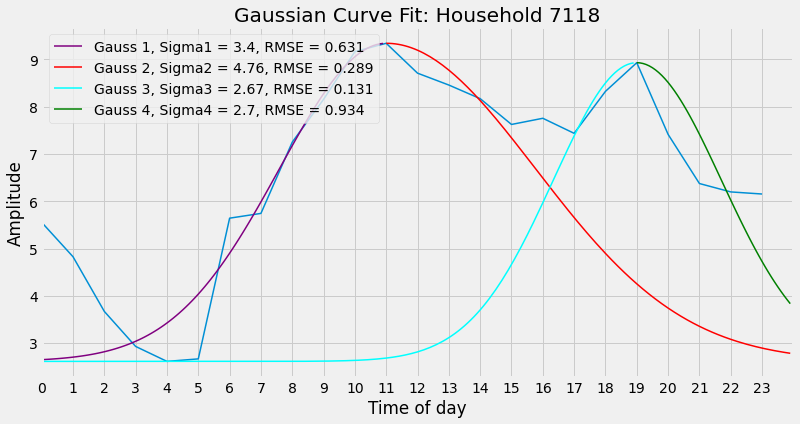 Gaussian Curve Fit: Household 7118
Gauss 1, Sigma1 = 3.4, RMSE = 0.631
Gauss 2, Sigma2 = 4.76, RMSE = 0.289
Gauss 3, Sigma3 = 2.67, RMSE = 0.131
Gauss 4, Sigma4 = 2.7, RMSE = 0.934
Amplitude
9
8
7
6
5
4
3
0 1 2 3 4 5 6 7 8 9 10 11 12 13 14 15 16 17 18 19 20 21 22 23
Time of day